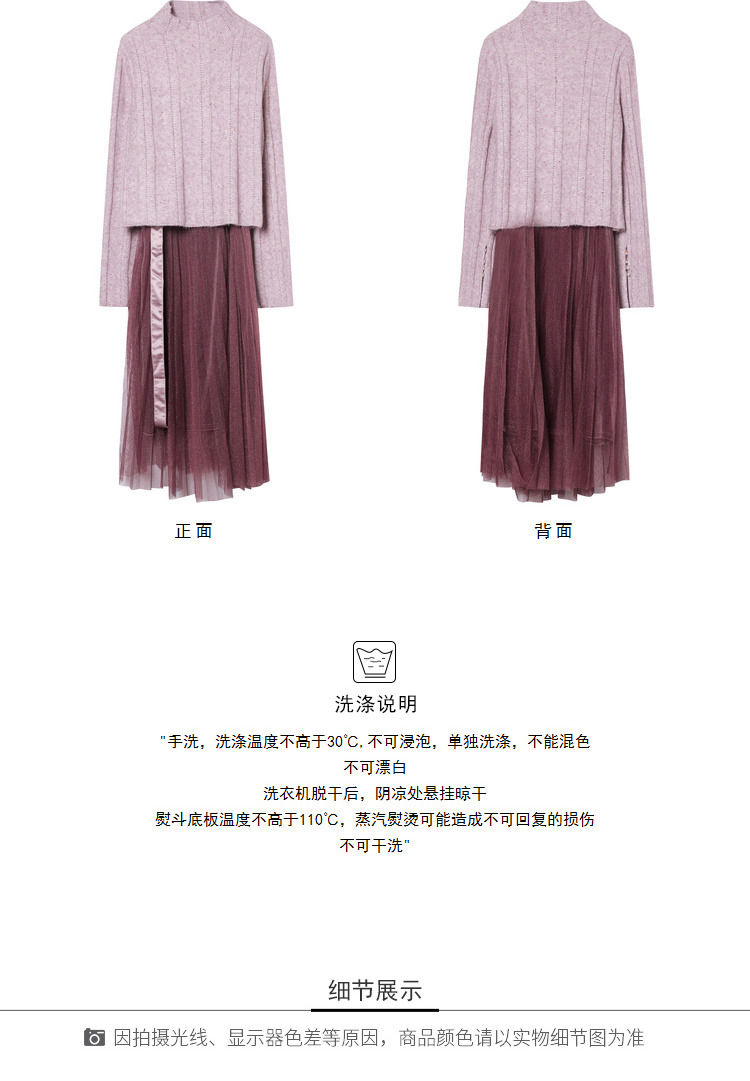 正面
背面
洗涤说明
"手洗，洗涤温度不高于30℃,不可浸泡，单独洗涤，不能混色
不可漂白
洗衣机脱干后，阴凉处悬挂晾干
熨斗底板温度不高于110℃，蒸汽熨烫可能造成不可回复的损伤
不可干洗"
细节展示
因拍摄光线、显示器色差等原因，商品颜色请以实物细节图为准